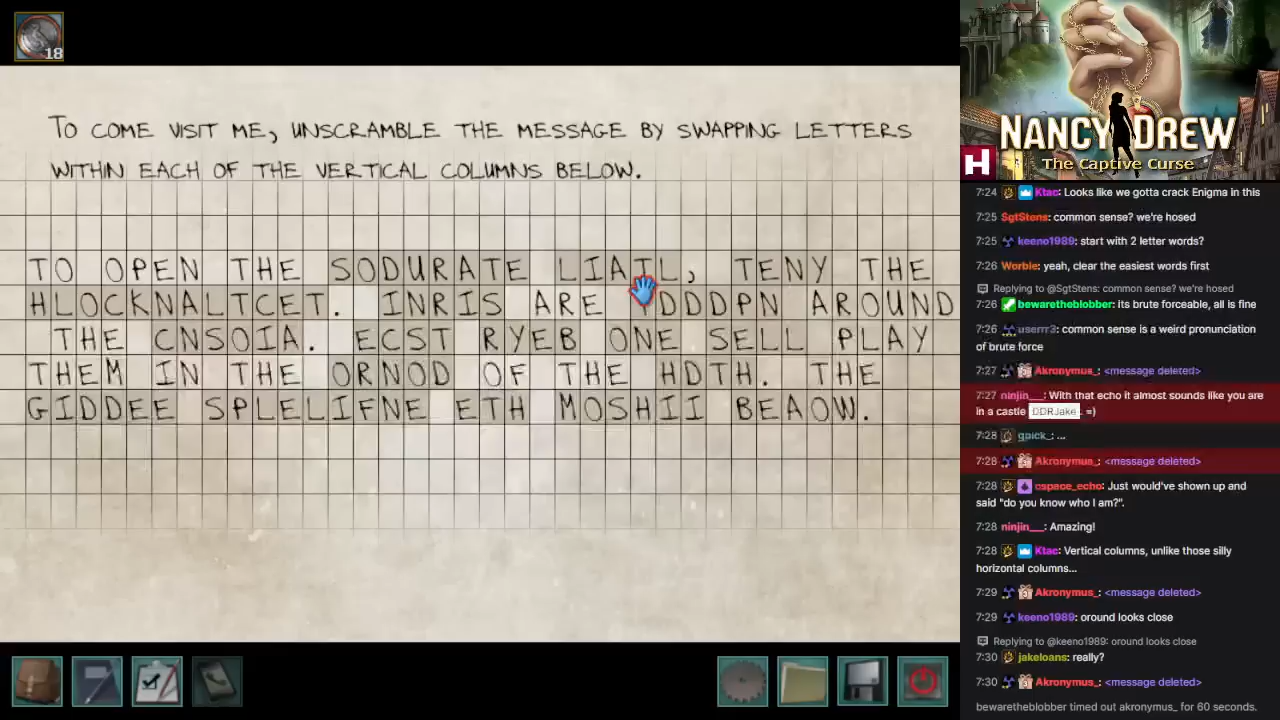 18
TO COME VISIT ME, UNSCRAMBLE THE MESSAGE BY SWAPPING LETTERS
WITHIN EACH OF THE VERTICAL COLUMNS BELOW.
TO OPEN THE SODURATE LIATL, TENY THE
HLOCKNALTCET. INRIS ARE DDDPN AROUND
THE CNSOIA. ECST RYEB ONE SELL PLAY
THEM IN THE ORNOD OF THE HDTH. THE
GIDDEE SPLELIFNE ETH MOSHII BEAOW.
NANCY DREW
The Captive Curse
H
7:24 Ktac: Looks like we gotta crack Enigma in this
7:25 SgtStens: common sense? we're hosed
7:25 keeno1989: start with 2 letter words?
7:26 Worble: yeah, clear the easiest words first
Replying to @SgtStens: common sense? we're hosed
7:26 bewaretheblobber: its brute forceable, all is fine
7:26 userrr3: common sense is a weird pronunciation
of brute force
7:27 Akronymus_: <message deleted>
7:27 ninjin___: With that echo it almost sounds like you are
in a castle DDRJake. =)
7:28 gpick_: ...
7:28 Akronymus_: <message deleted>
7:28 cspace_echo: Just would've shown up and
said "do you know who I am?".
7:28 ninjin___: Amazing!
7:28 Ktac: Vertical columns, unlike those silly
horizontal columns...
7:29 Akronymus_: <message deleted>
7:29 keeno1989: oround looks close
Replying to @keeno1989: oround looks close
7:30 jakeloans: really?
7:30 Akronymus_: <message deleted>
bewaretheblobber timed out akronymus_ for 60 seconds.